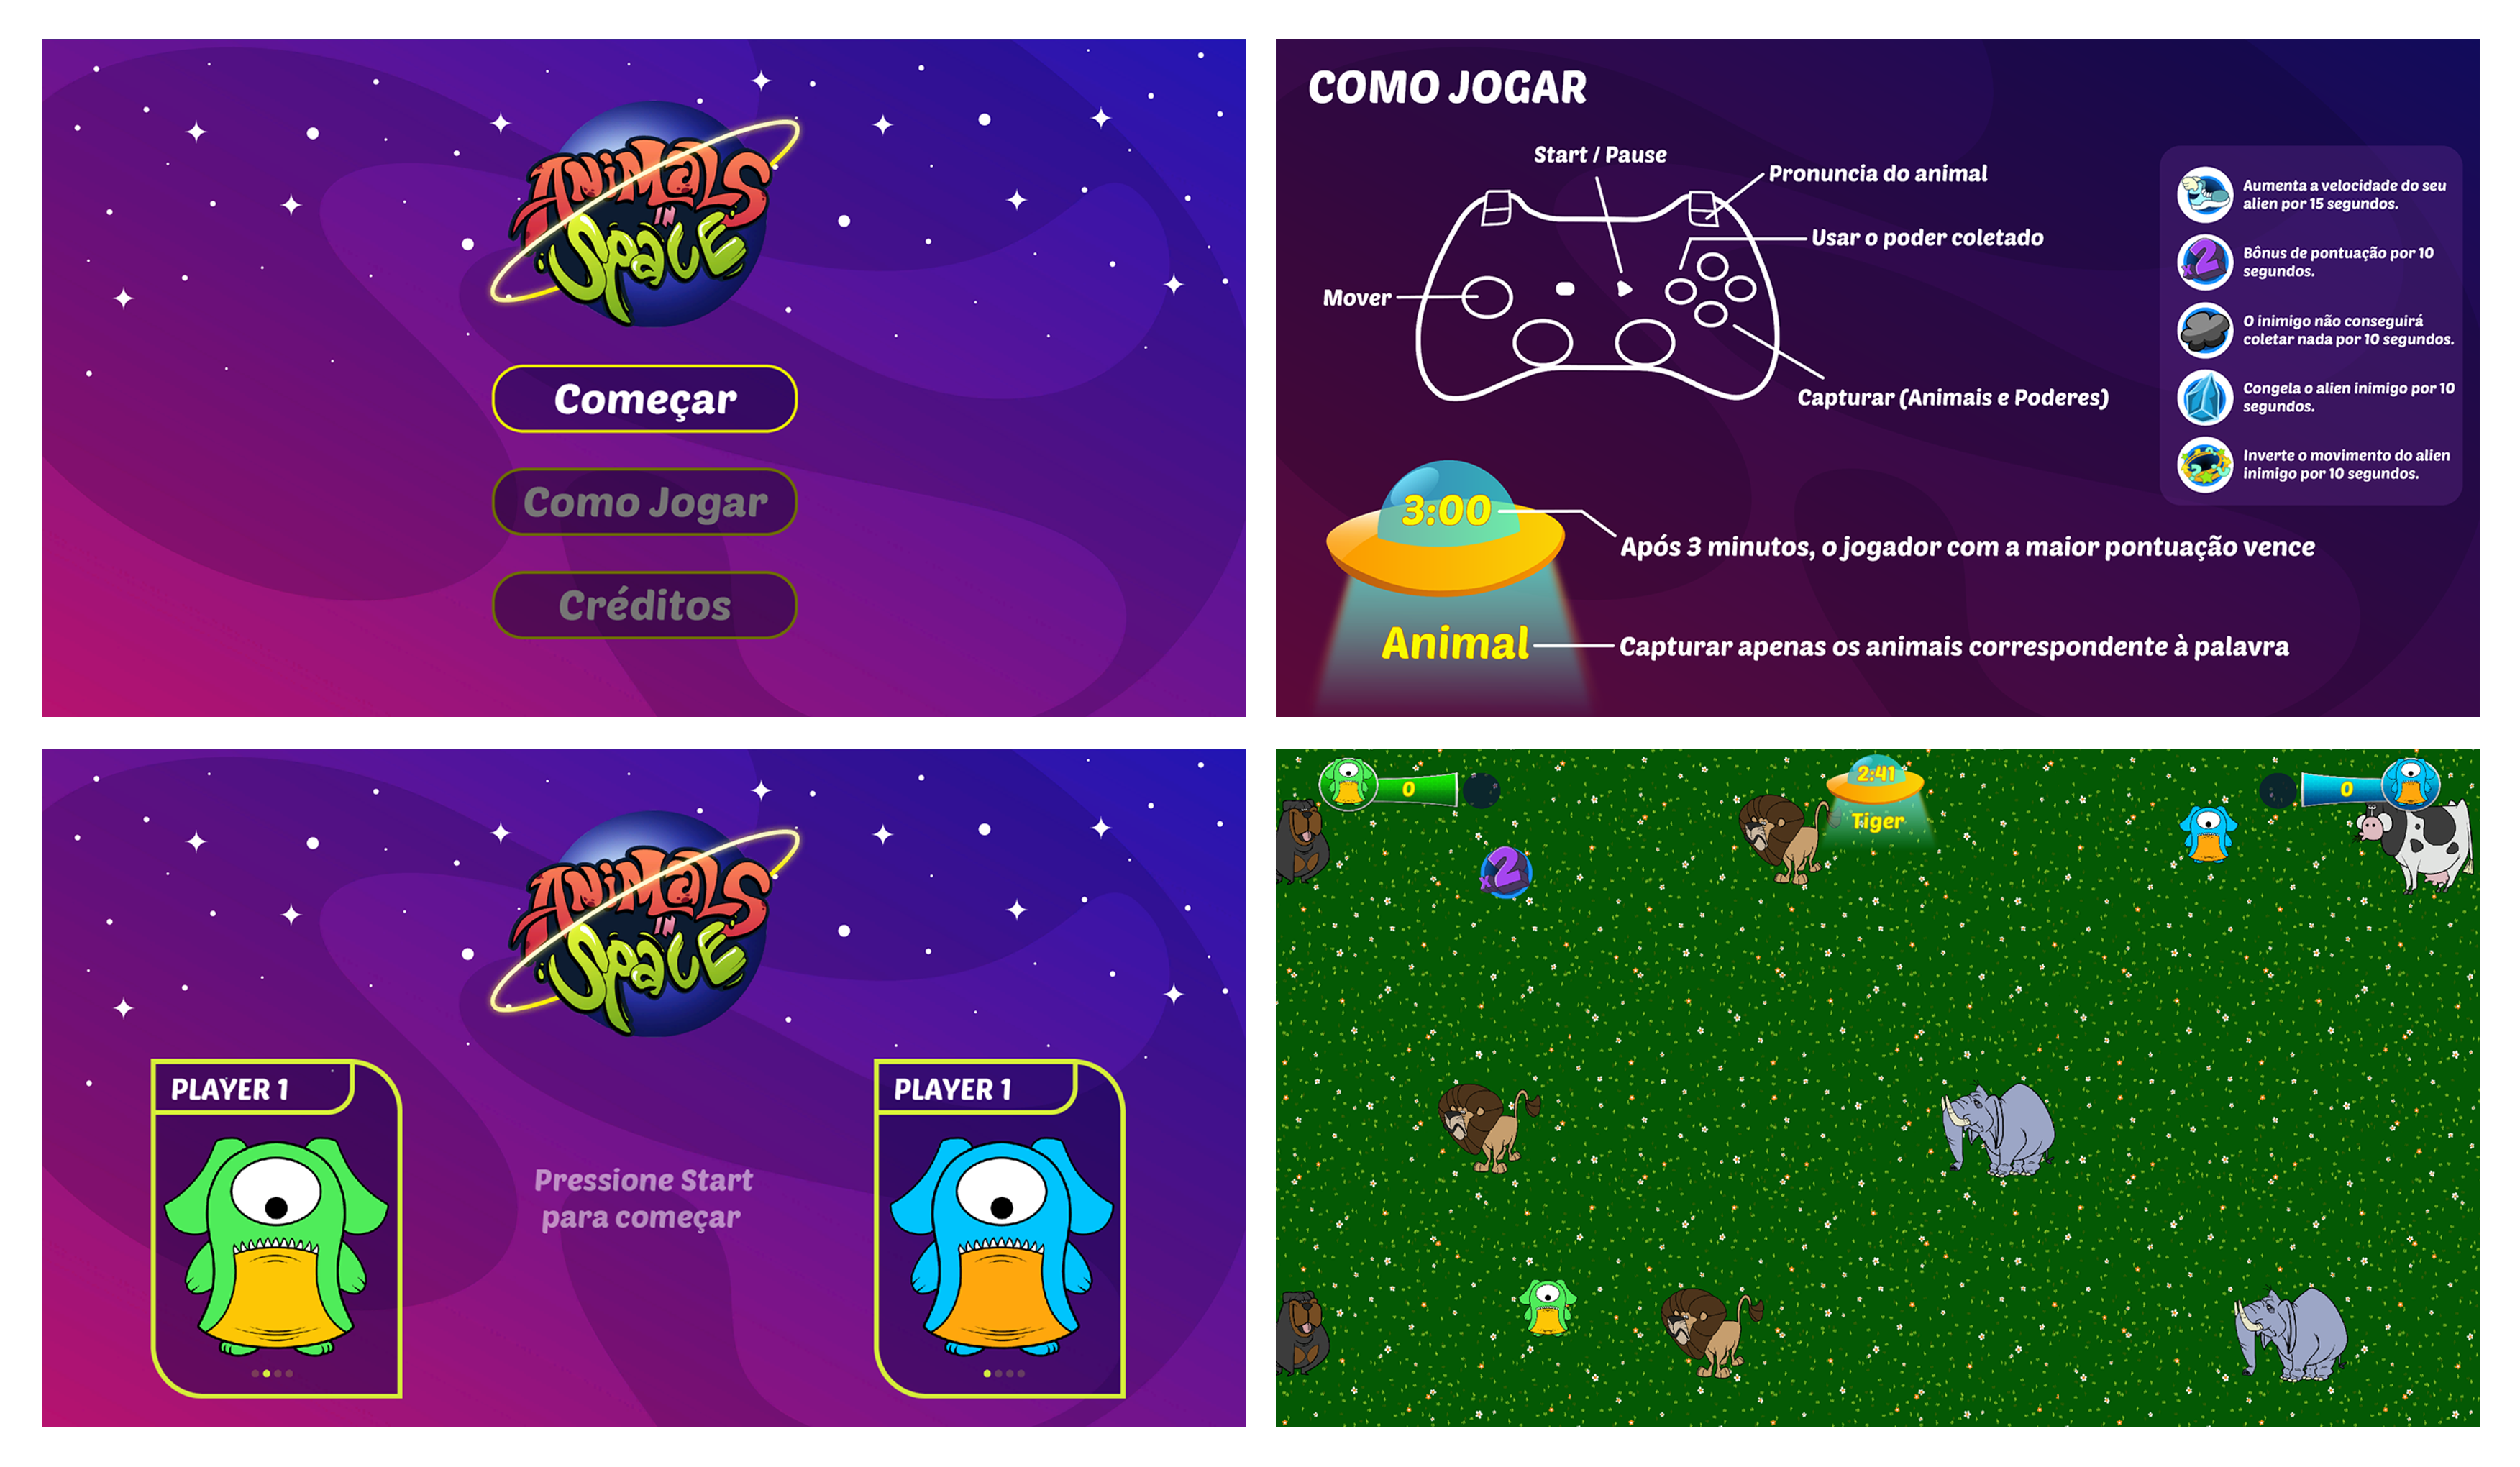 ANIMALS
IN
SPACE
Começar
Como Jogar
Créditos
COMO JOGAR
Start / Pause
Pronuncia do animal
Usar o poder coletado
Mover
Capturar (Animais e Poderes)
Aumenta a velocidade do seu
alien por 15 segundos.
x2
Bônus de pontuação por 10
segundos.
O inimigo não conseguirá
coletar nada por 10 segundos.
Congela o alien inimigo por 10
segundos.
Inverte o movimento do alien
inimigo por 10 segundos.
3:00
Após 3 minutos, o jogador com a maior pontuação vence
Animal
Capturar apenas os animais correspondente à palavra
ANIMALS
IN
SPACE
PLAYER 1
Pressione Start
para começar
PLAYER 1
0
2:41
Tiger
0
x2